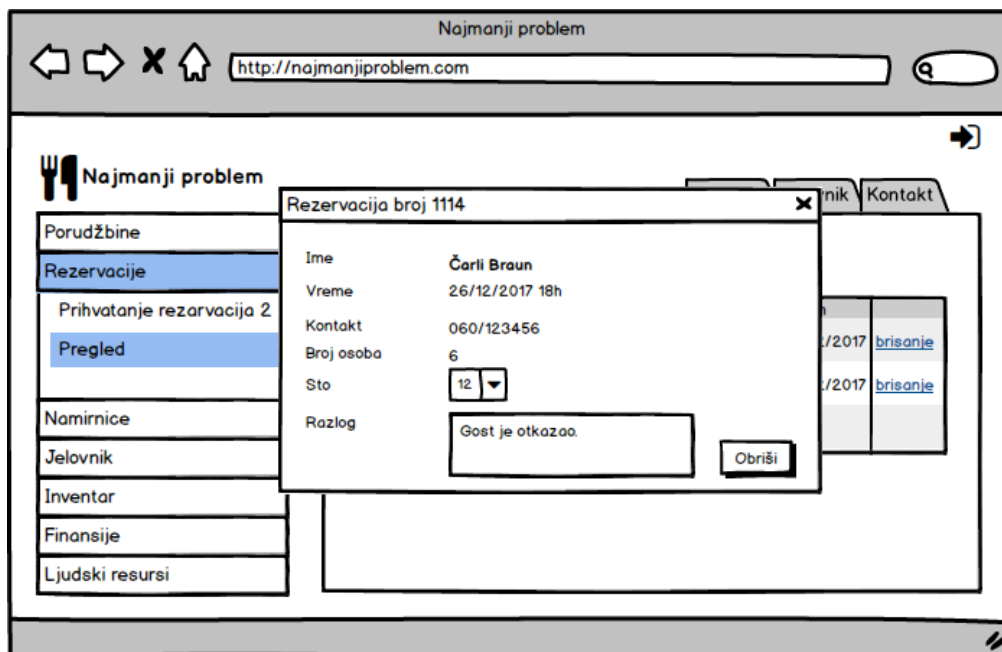 Najmanji problem
http://najmanjiproblem.com
Najmanji problem
Kontakt
Rezervacija broj 1114
Porudžbine
Rezervacije
Prihvatanje rezarvacija 2
Pregled
Namirnice
Jelovnik
Inventar
Finansije
Ljudski resursi
Ime Čarli Braun
Vreme 26/12/2017 18h
Kontakt 060/123456
Broj osoba 6
Sto 12
Razlog Gost je otkazao.
Obriši
/2017 brisanje
/2017 brisanje